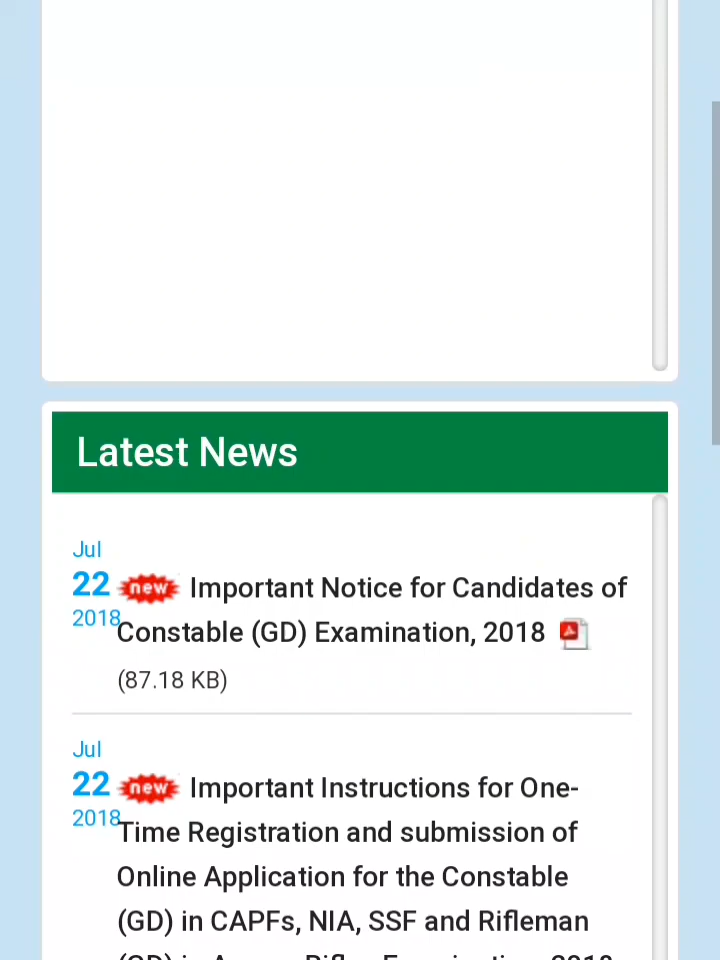 Latest News
Jul
22
2018
new Important Notice for Candidates of
Constable (GD) Examination, 2018
(87.18 KB)
Jul
22
2018
new Important Instructions for One-
Time Registration and submission of
Online Application for the Constable
(GD) in CAPFs, NIA, SSF and Rifleman